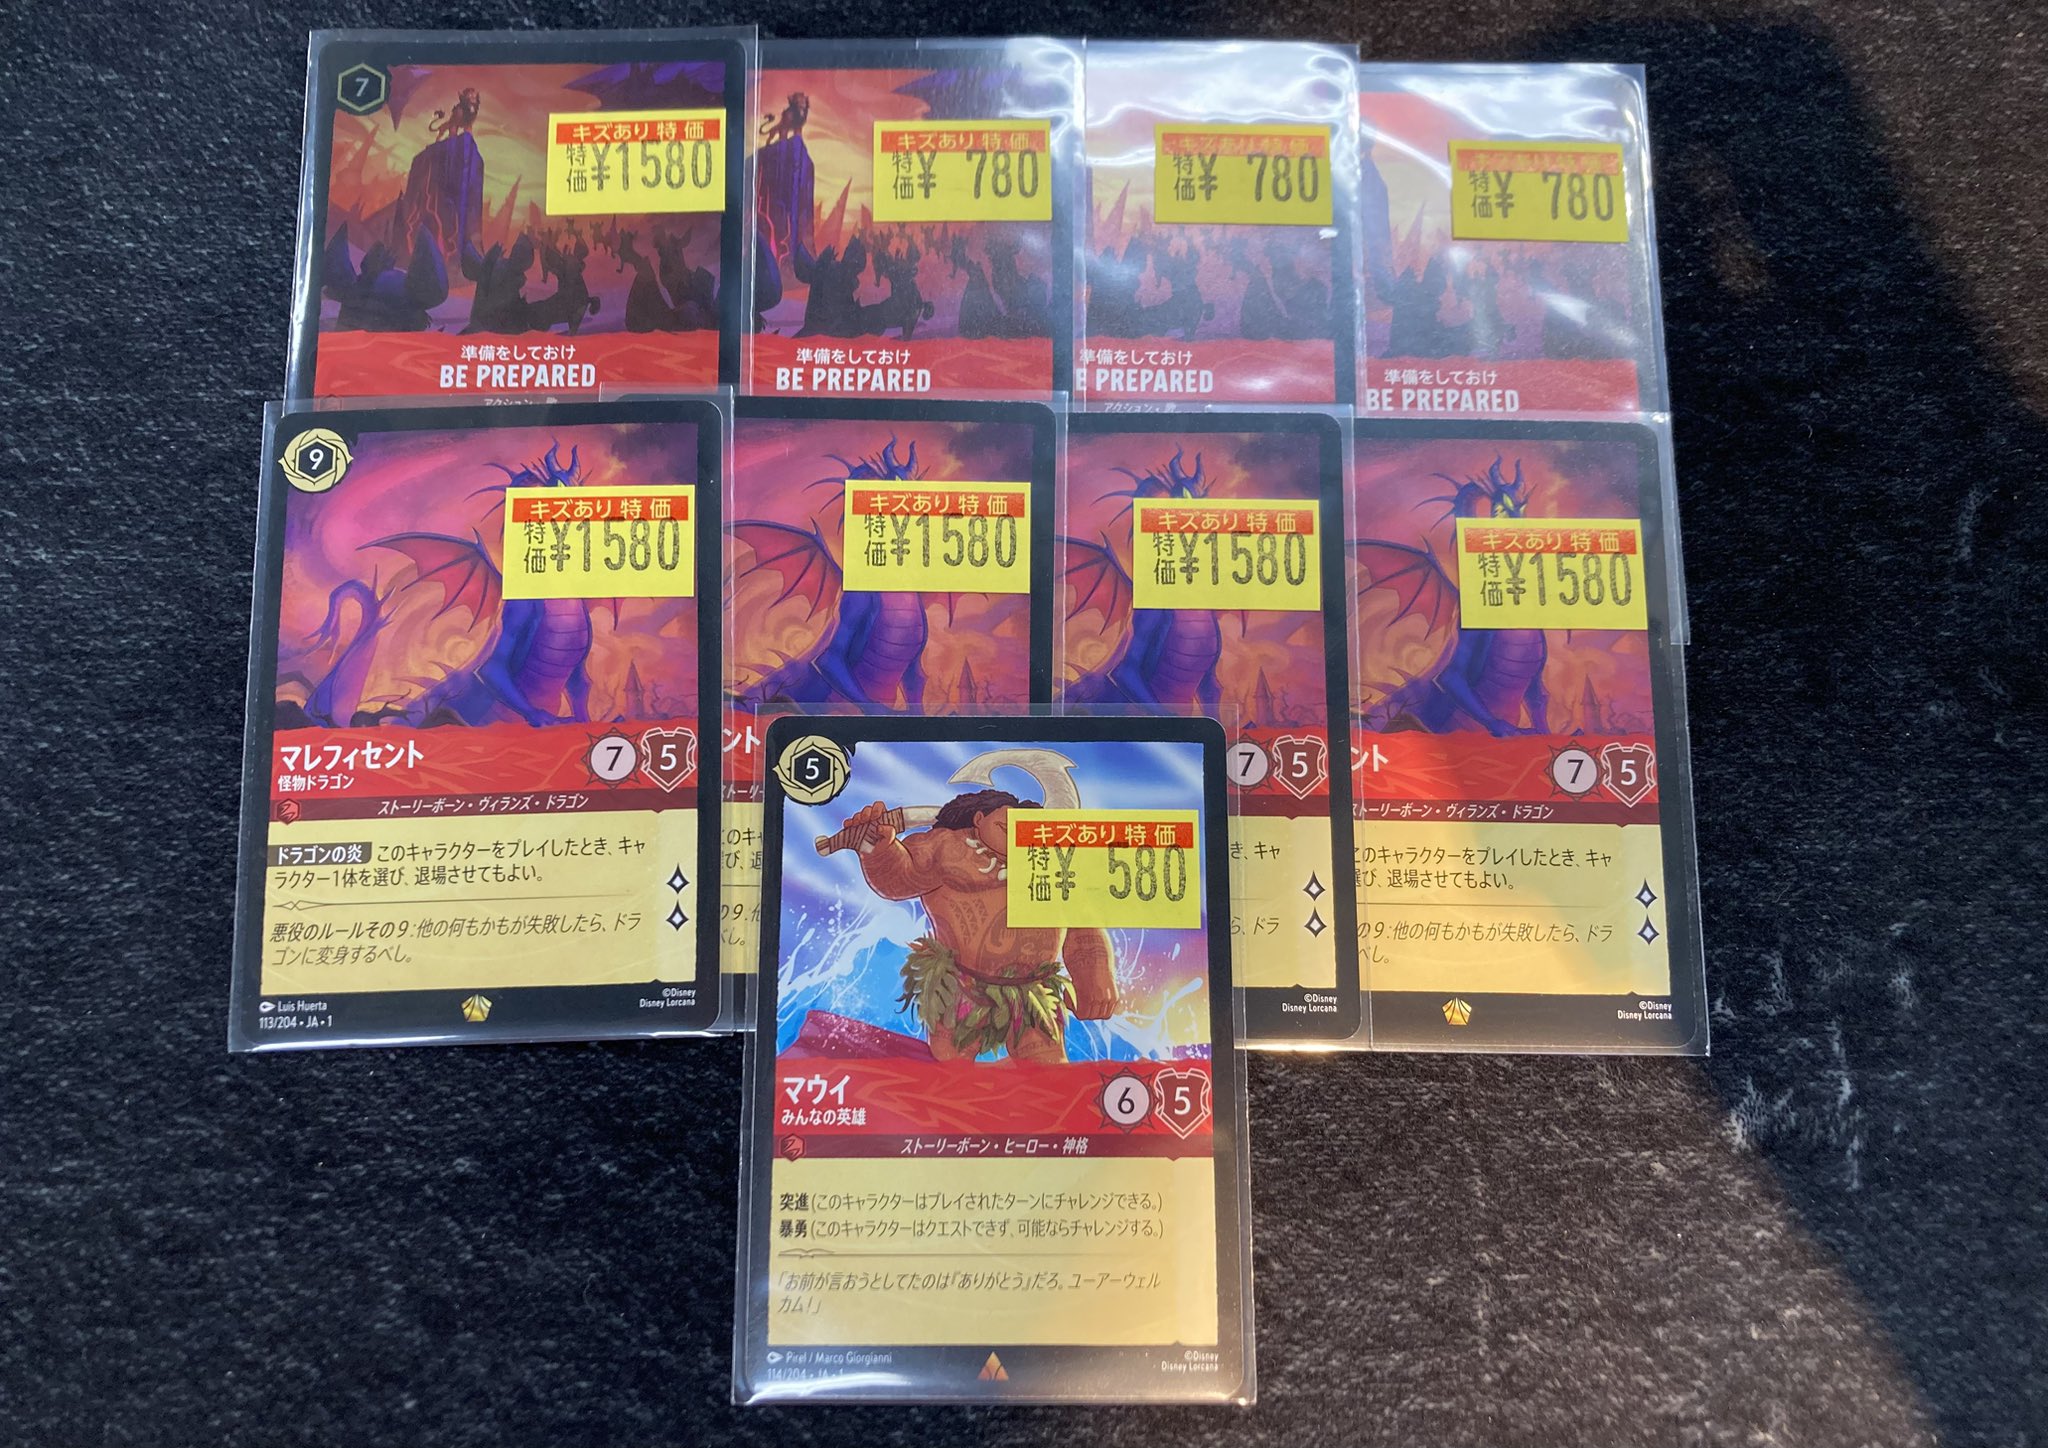 7
キズあり特価
特価 ¥1580
準備をしておけ
BE PREPARED
キズあり特価
特価 ¥ 780
準備をしておけ
BE PREPARED
キズあり特価
特価 ¥ 780
準備をしておけ
E PREPARED
アクション・歌
キズあり特価
特価 ¥ 780
準備をしておけ
BE PREPARED
9
キズあり特価
特価 ¥1580
マレフィセント
怪物ドラゴン
7 5
ストーリーボーン・ヴィランズ・ドラゴン
ドラゴンの炎 このキャラクターをプレイしたとき、キャ
ラクター1体を選び、退場させてもよい。
悪役のルールその9:他の何もかもが失敗したら、ドラ
ゴンに変身するべし。
Luis Huerta
113/204・JA・1
©Disney
Disney Lorcana
キズあり特価
特価 ¥1580
ント
キズあり特価
特価 ¥1580
7 5
き、キャ
ら、ドラ
©Disney
Disney Lorcana
キズあり特価
特価 ¥1580
ント
7 5
ストーリーボーン・ヴィランズ・ドラゴン
このキャラクターをプレイしたとき、キャ
選び、退場させてもよい。
の9:他の何もかもが失敗したら、ドラ
べし。
©Disney
Disney Lorcana
5
キズあり特価
特価 ¥ 580
マウイ
みんなの英雄
6 5
ストーリーボーン・ヒーロー・神格
突進(このキャラクターはプレイされたターンにチャレンジできる。)
暴勇(このキャラクターはクエストできず、可能ならチャレンジする。)
「お前が言おうとしてたのは『ありがとう』だろ。ユーアーウェル
カム!」
Pirel / Marco Giorgianni
114/204・JA・1
©Disney
Disney Lorcana